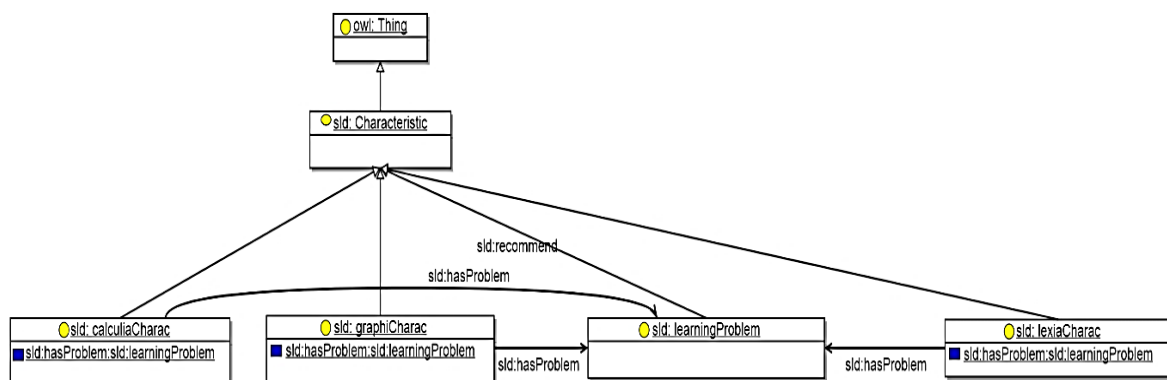 owl: Thing
sld: Characteristic
sld:recommend
sld:hasProblem
sld: calculiaCharac
sld:hasProblem:sld:learningProblem
sld: graphiCharac
sld:hasProblem:sld:learningProblem
sld:hasProblem
sld: learningProblem
sld:hasProblem
sld: lexiaCharac
sld:hasProblem:sld:learningProblem